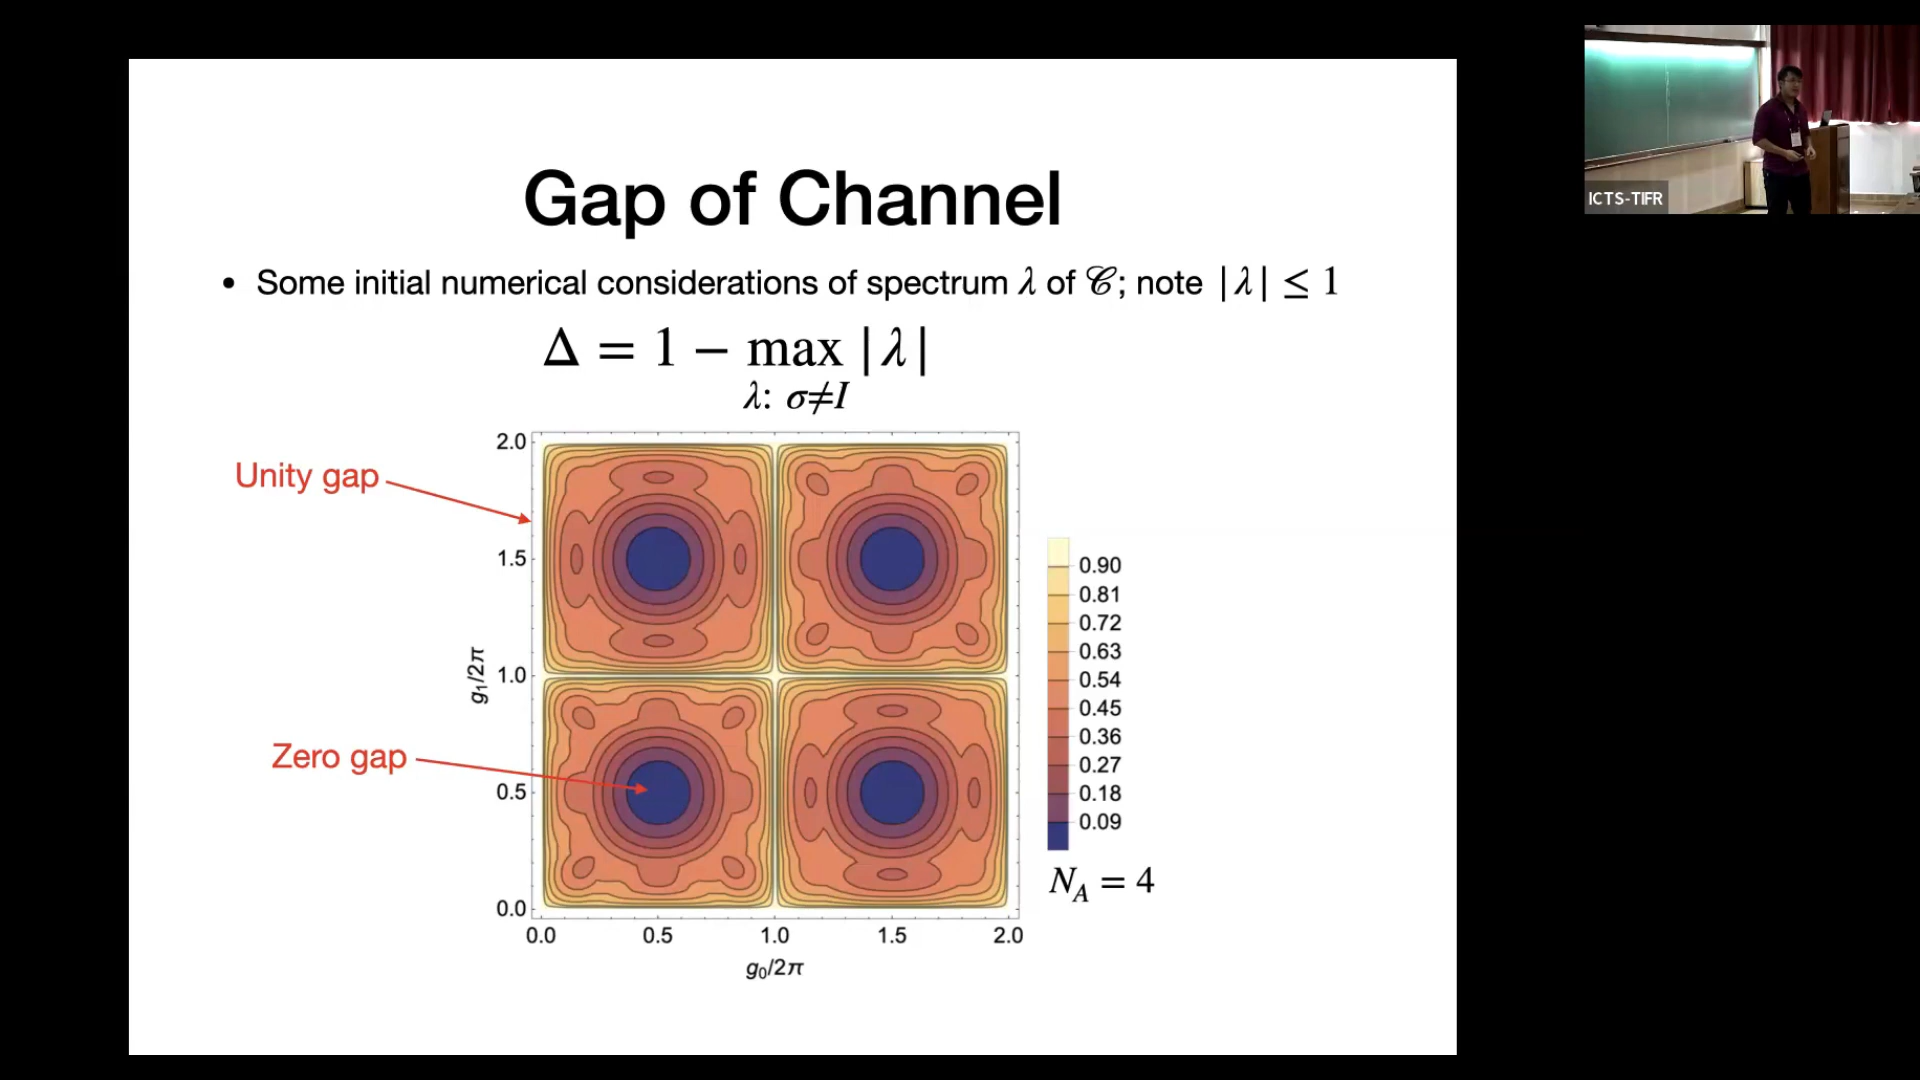 ICTS-TIFR
Gap of Channel
• Some initial numerical considerations of spectrum λ of 𝒞; note |λ| ≤ 1
Δ = 1 − max |λ|
λ: σ≠I
Unity gap
Zero gap
2.0
1.5
1.0
0.5
0.0
g₁/2π
0.0 0.5 1.0 1.5 2.0
g₀/2π
0.90
0.81
0.72
0.63
0.54
0.45
0.36
0.27
0.18
0.09
N_A = 4